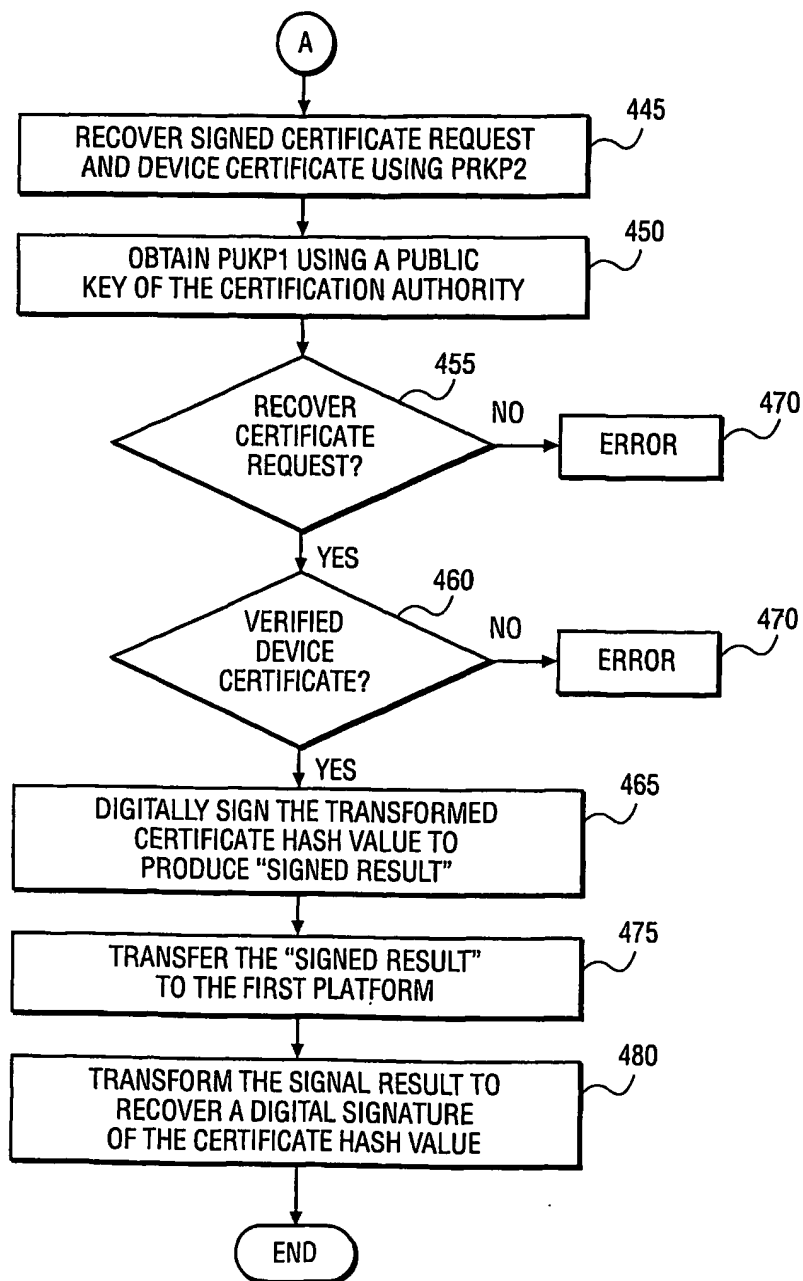 A
RECOVER SIGNED CERTIFICATE REQUEST
AND DEVICE CERTIFICATE USING PRKP2
445
OBTAIN PUKP1 USING A PUBLIC
KEY OF THE CERTIFICATION AUTHORITY
450
RECOVER
CERTIFICATE
REQUEST?
455
NO
ERROR
470
YES
VERIFIED
DEVICE
CERTIFICATE?
460
NO
ERROR
470
YES
DIGITALLY SIGN THE TRANSFORMED
CERTIFICATE HASH VALUE TO
PRODUCE “SIGNED RESULT”
465
TRANSFER THE “SIGNED RESULT”
TO THE FIRST PLATFORM
475
TRANSFORM THE SIGNAL RESULT TO
RECOVER A DIGITAL SIGNATURE
OF THE CERTIFICATE HASH VALUE
480
END